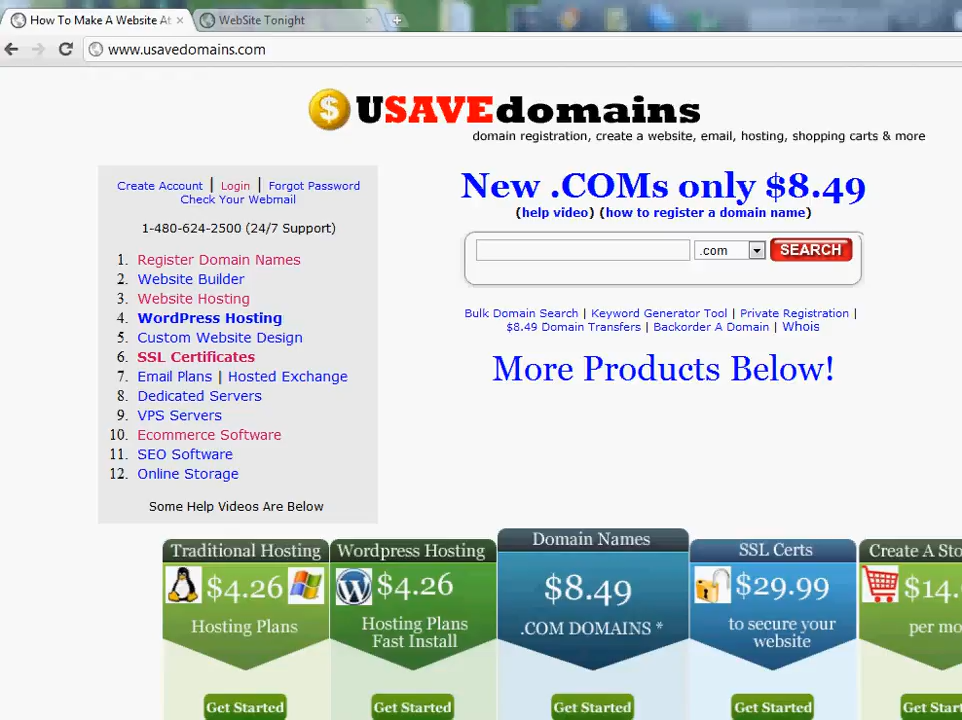 How To Make A Website At
WebSite Tonight
www.usavedomains.com
USAVEdomains
domain registration, create a website, email, hosting, shopping carts & more
Create Account | Login | Forgot Password
Check Your Webmail
1-480-624-2500 (24/7 Support)
1. Register Domain Names
2. Website Builder
3. Website Hosting
4. WordPress Hosting
5. Custom Website Design
6. SSL Certificates
7. Email Plans | Hosted Exchange
8. Dedicated Servers
9. VPS Servers
10. Ecommerce Software
11. SEO Software
12. Online Storage
Some Help Videos Are Below
New .COMs only $8.49
(help video) (how to register a domain name)
.com SEARCH
Bulk Domain Search | Keyword Generator Tool | Private Registration |
$8.49 Domain Transfers | Backorder A Domain | Whois
More Products Below!
Traditional Hosting
$4.26
Hosting Plans
Get Started
Wordpress Hosting
$4.26
Hosting Plans
Fast Install
Get Started
Domain Names
$8.49
.COM DOMAINS *
Get Started
SSL Certs
$29.99
to secure your
website
Get Started
Create A Sto
$14.
per mo
Get Start